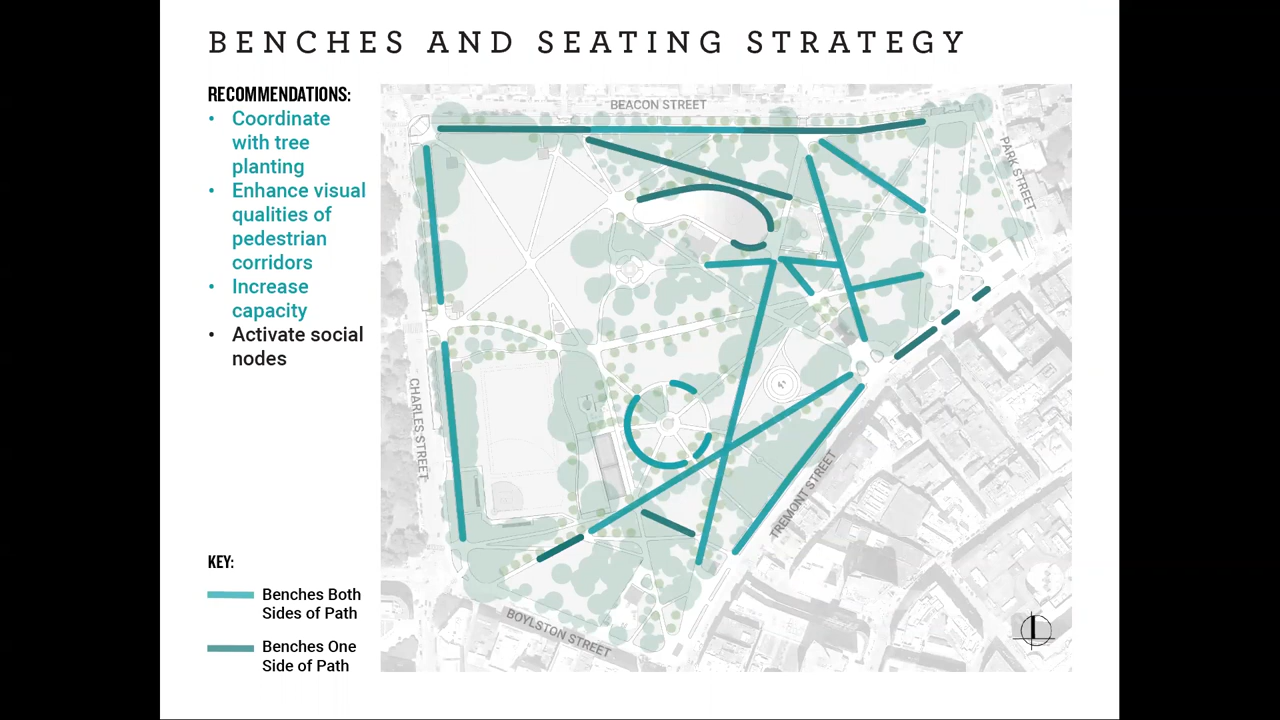 BENCHES AND SEATING STRATEGY
RECOMMENDATIONS:
• Coordinate
with tree
planting
• Enhance visual
qualities of
pedestrian
corridors
• Increase
capacity
• Activate social
nodes
KEY:
Benches Both
Sides of Path
Benches One
Side of Path
BEACON STREET
PARK STREET
CHARLES STREET
TREMONT STREET
BOYLSTON STREET